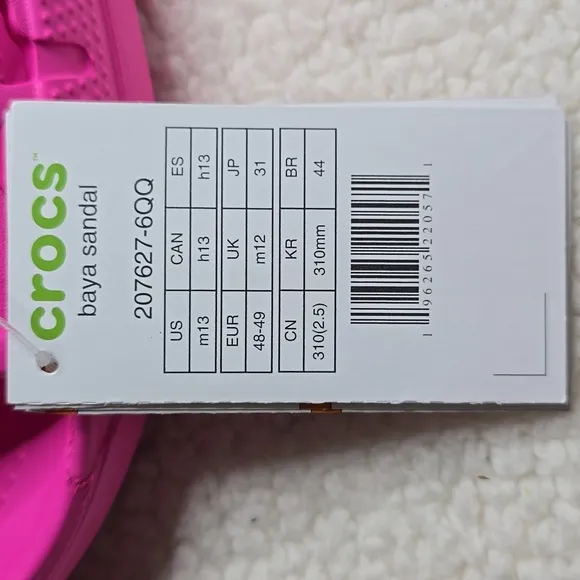 crocs™
baya sandal
207627-6QQ
US CAN ES
m13 h13 h13
EUR UK JP
48-49 m12 31
CN KR BR
310(2.5) 310mm 44
1 96265 22057 1